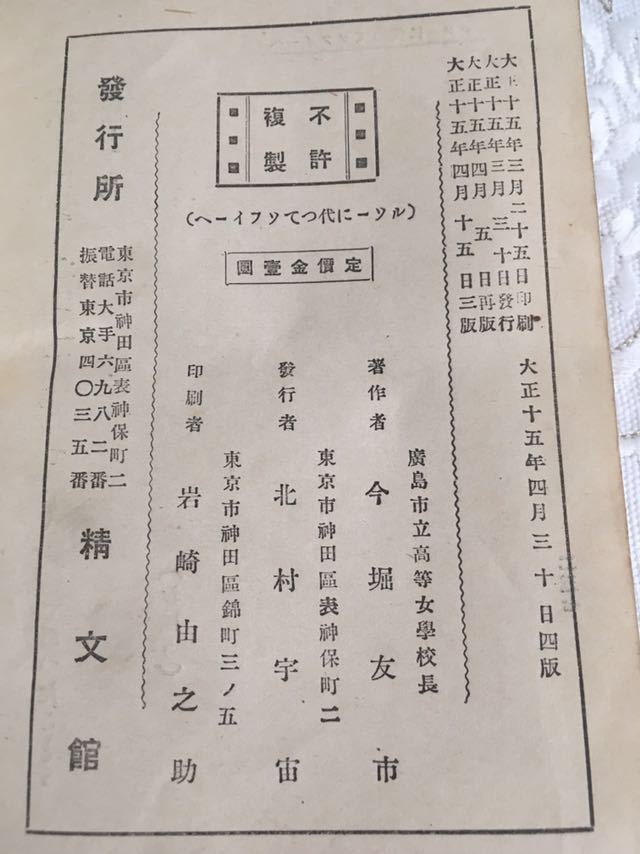 大正十五年三月二十五日印刷
大正十五年三月三十日發行
大正十五年四月五日再版
大正十五年四月十五日三版
大正十五年四月三十日四版
不許
複製
(ルソーに代つてソフイーヘ)
定價金壹圓
廣島市立高等女學校長
著作者 今堀友市
東京市神田區表神保町二
發行者 北村宇宙
東京市神田區錦町三ノ五
印刷者 岩崎由之助
發行所
東京市神田區表神保町二
電話大手六九八二番
振替東京四〇三五番
精文館